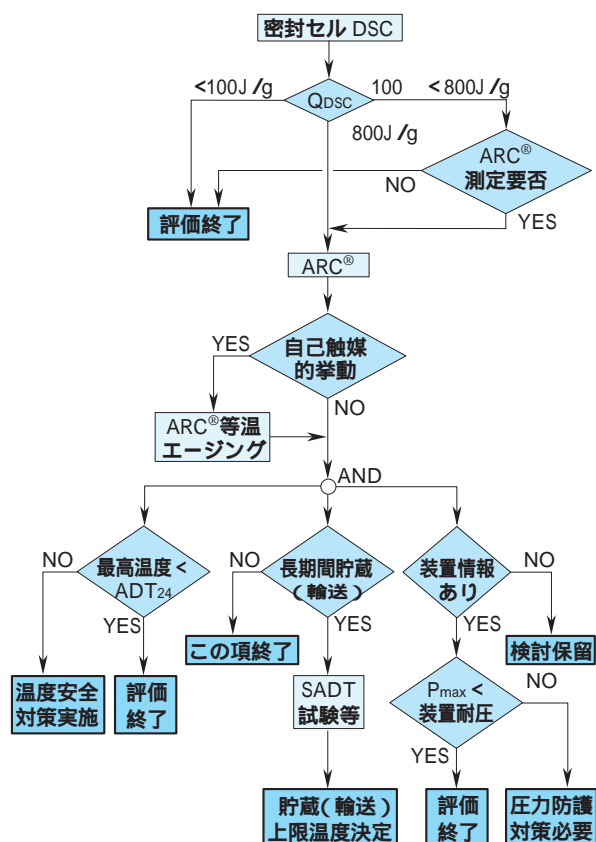 密封セル DSC
<100J/g
QDSC
100 <800J/g
800J/g
ARC®
測定要否
NO
YES
評価終了
ARC®
自己触媒
的挙動
YES
NO
ARC®等温
エージング
AND
最高温度<
ADT24
NO
YES
長期間貯蔵
(輸送)
NO
YES
装置情報
あり
NO
YES
温度安全
対策実施
評価
終了
この項終了
検討保留
SADT
試験等
Pmax<
装置耐圧
NO
YES
貯蔵(輸送)
上限温度決定
評価
終了
圧力防護
対策必要